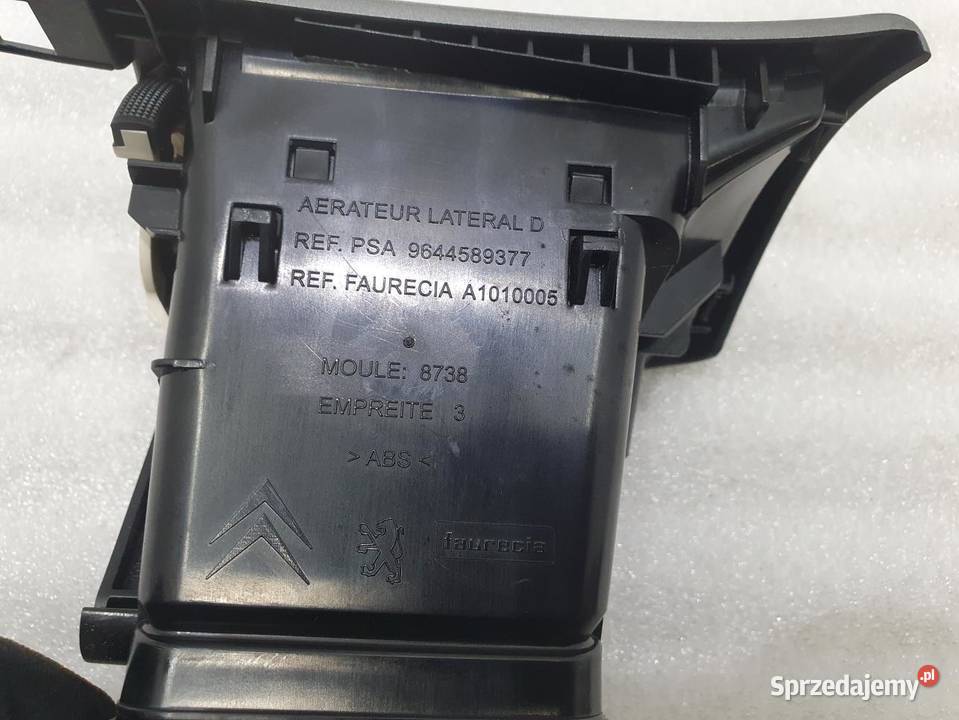 AERATEUR LATERAL D
REF. PSA 9644589377
REF. FAURECIA A1010005
MOULE: 8738
EMPREITE 3
>ABS<
faurecia
Sprzedajemy.pl